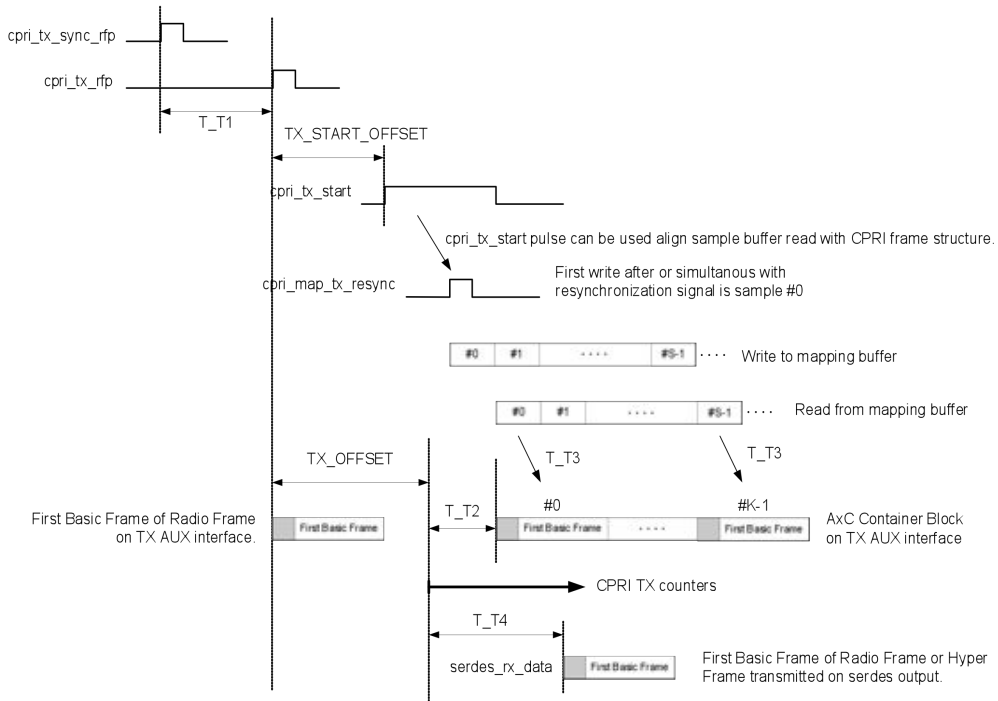 cpri_tx_sync_rfp
cpri_tx_rfp
T_T1
TX_START_OFFSET
cpri_tx_start
cpri_tx_start pulse can be used align sample buffer read with CPRI frame structure.
cpri_map_tx_resync
First write after or simultanous with
resynchronization signal is sample #0
#0 #1 · · · · #S-1 · · · · Write to mapping buffer
#0 #1 · · · · #S-1 · · · · Read from mapping buffer
TX_OFFSET
T_T3
T_T3
T_T2
#0
#K-1
First Basic Frame of Radio Frame
on TX AUX interface.
First Basic Frame
First Basic Frame · · · · First Basic Frame
AxC Container Block
on TX AUX interface
CPRI TX counters
T_T4
serdes_rx_data
First Basic Frame
First Basic Frame of Radio Frame or Hyper
Frame transmitted on serdes output.